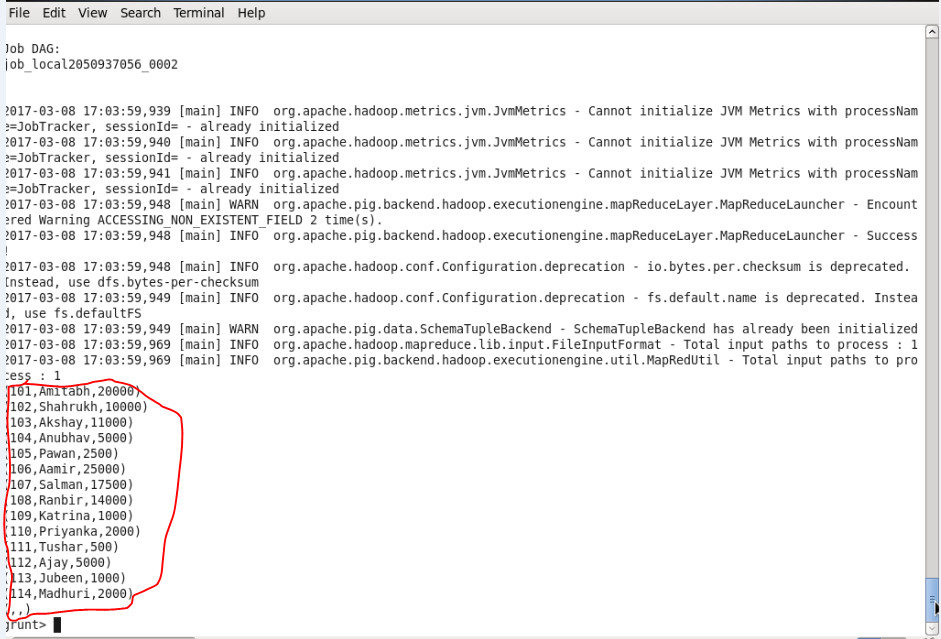 File Edit View Search Terminal Help
Job DAG:
job_local2050937056_0002
2017-03-08 17:03:59,939 [main] INFO  org.apache.hadoop.metrics.jvm.JvmMetrics - Cannot initialize JVM Metrics with processNam
e=JobTracker, sessionId= - already initialized
2017-03-08 17:03:59,940 [main] INFO  org.apache.hadoop.metrics.jvm.JvmMetrics - Cannot initialize JVM Metrics with processNam
e=JobTracker, sessionId= - already initialized
2017-03-08 17:03:59,941 [main] INFO  org.apache.hadoop.metrics.jvm.JvmMetrics - Cannot initialize JVM Metrics with processNam
e=JobTracker, sessionId= - already initialized
2017-03-08 17:03:59,948 [main] WARN  org.apache.pig.backend.hadoop.executionengine.mapReduceLayer.MapReduceLauncher - Encount
ered Warning ACCESSING_NON_EXISTENT_FIELD 2 time(s).
2017-03-08 17:03:59,948 [main] INFO  org.apache.pig.backend.hadoop.executionengine.mapReduceLayer.MapReduceLauncher - Success
!
2017-03-08 17:03:59,948 [main] INFO  org.apache.hadoop.conf.Configuration.deprecation - io.bytes.per.checksum is deprecated.
Instead, use dfs.bytes-per-checksum
2017-03-08 17:03:59,949 [main] INFO  org.apache.hadoop.conf.Configuration.deprecation - fs.default.name is deprecated. Instea
d, use fs.defaultFS
2017-03-08 17:03:59,949 [main] WARN  org.apache.pig.data.SchemaTupleBackend - SchemaTupleBackend has already been initialized
2017-03-08 17:03:59,969 [main] INFO  org.apache.hadoop.mapreduce.lib.input.FileInputFormat - Total input paths to process : 1
2017-03-08 17:03:59,969 [main] INFO  org.apache.pig.backend.hadoop.executionengine.util.MapRedUtil - Total input paths to pro
cess : 1
(101,Amitabh,20000)
(102,Shahrukh,10000)
(103,Akshay,11000)
(104,Anubhav,5000)
(105,Pawan,2500)
(106,Aamir,25000)
(107,Salman,17500)
(108,Ranbir,14000)
(109,Katrina,1000)
(110,Priyanka,2000)
(111,Tushar,500)
(112,Ajay,5000)
(113,Jubeen,1000)
(114,Madhuri,2000)
(,,)
grunt>